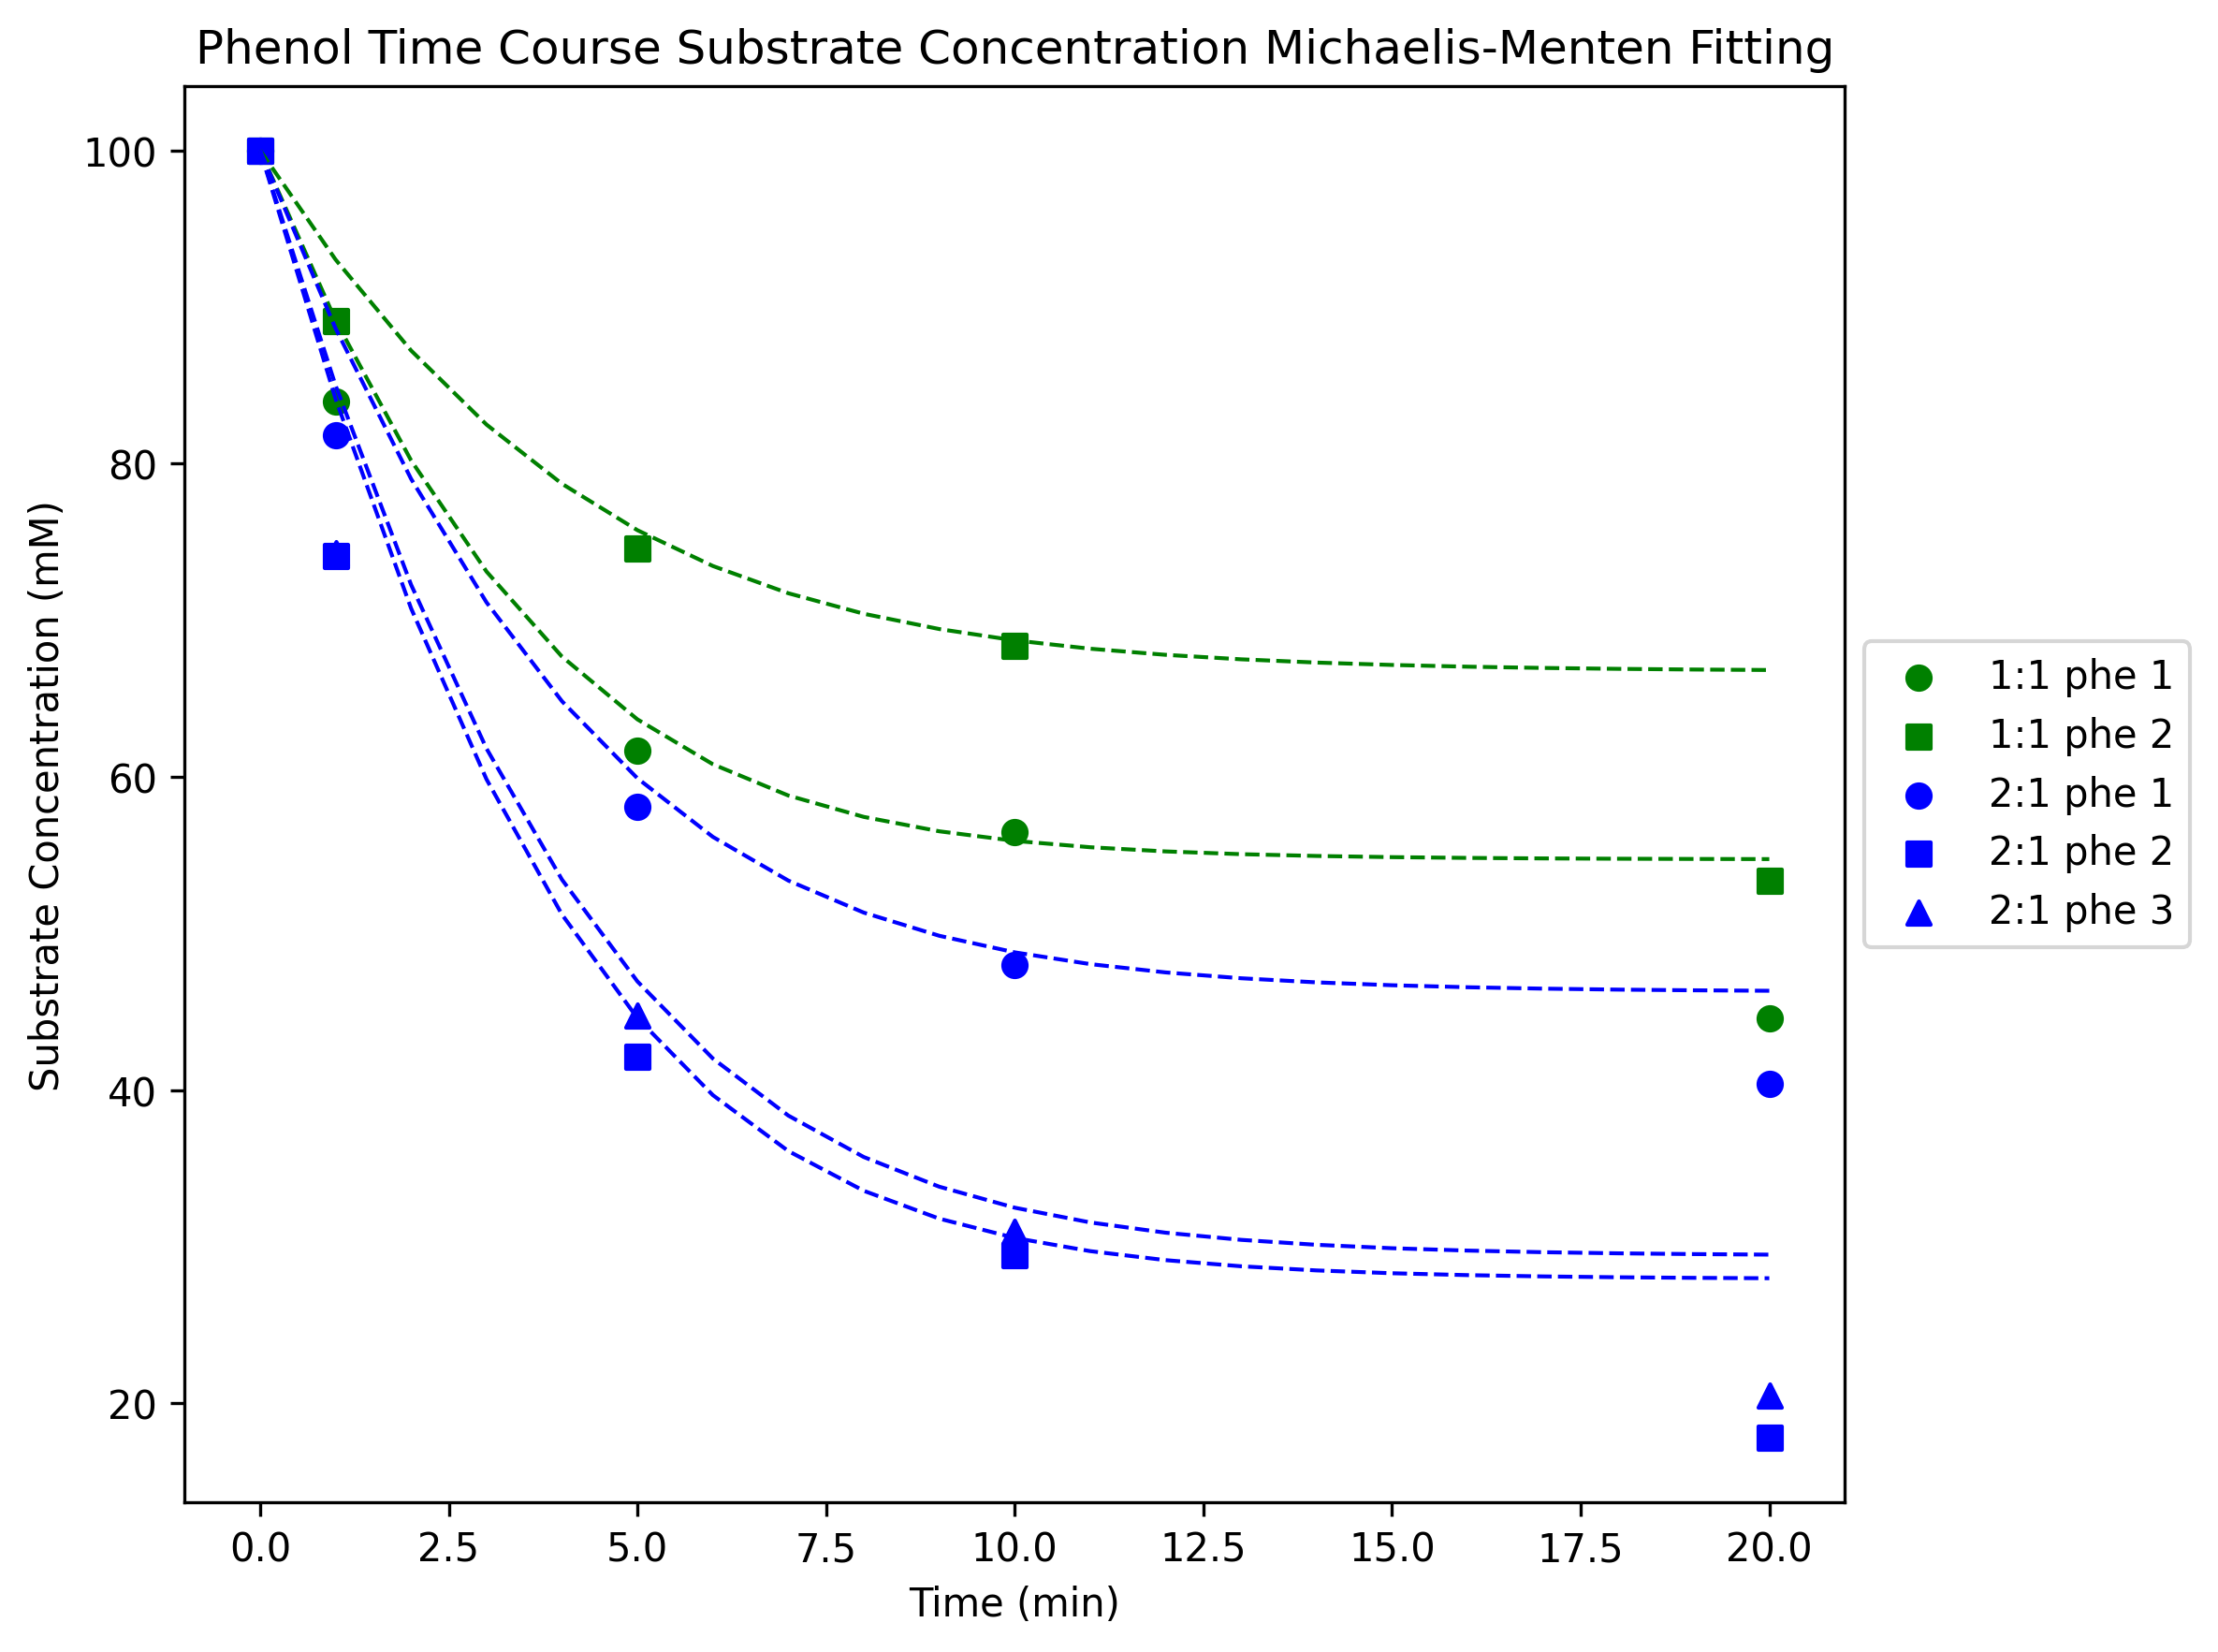 Phenol Time Course Substrate Concentration Michaelis-Menten Fitting
Substrate Concentration (mM)
100
80
60
40
20
0.0 2.5 5.0 7.5 10.0 12.5 15.0 17.5 20.0
Time (min)
1:1 phe 1
1:1 phe 2
2:1 phe 1
2:1 phe 2
2:1 phe 3